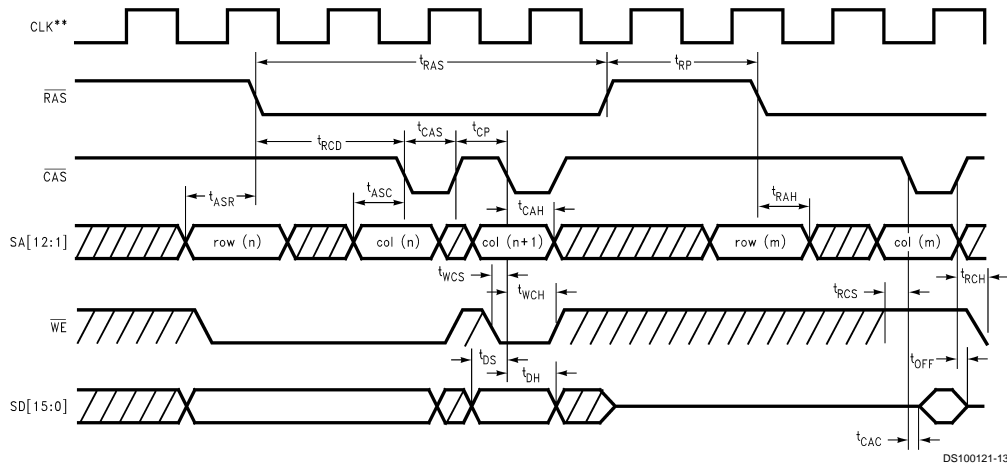 CLK**
tRAS
tRP
RAS
tRCD
tCAS
tCP
CAS
tASR
tASC
tCAH
tRAH
SA[12:1]
row (n)
col (n)
col (n+1)
row (m)
col (m)
tWCS
tWCH
tRCS
tRCH
WE
tDS
tDH
tOFF
SD[15:0]
tCAC
DS100121-13